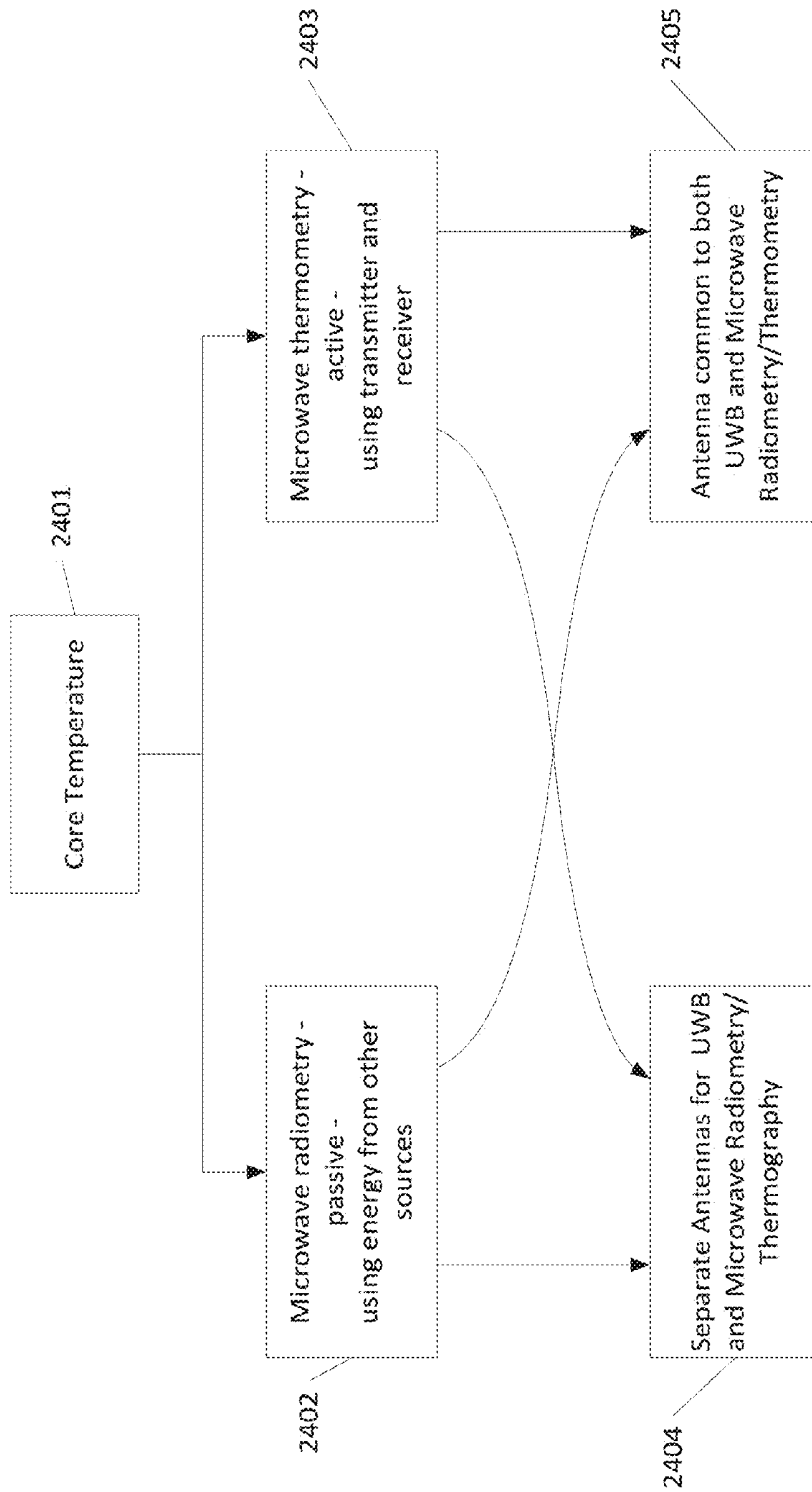 2401
Core Temperature
2402
Microwave radiometry -
passive -
using energy from other
sources
2403
Microwave thermometry -
active -
using transmitter and
receiver
2404
Separate Antennas for UWB
and Microwave Radiometry/
Thermography
2405
Antenna common to both
UWB and Microwave
Radiometry/Thermometry